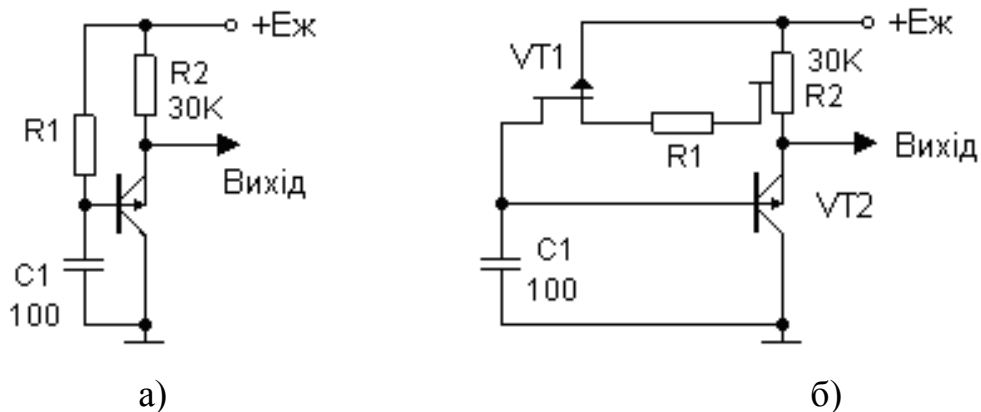 +Еж
R2
30K
R1
Вихід
C1
100
а)
+Еж
VT1
30K
R2
R1
Вихід
VT2
C1
100
б)